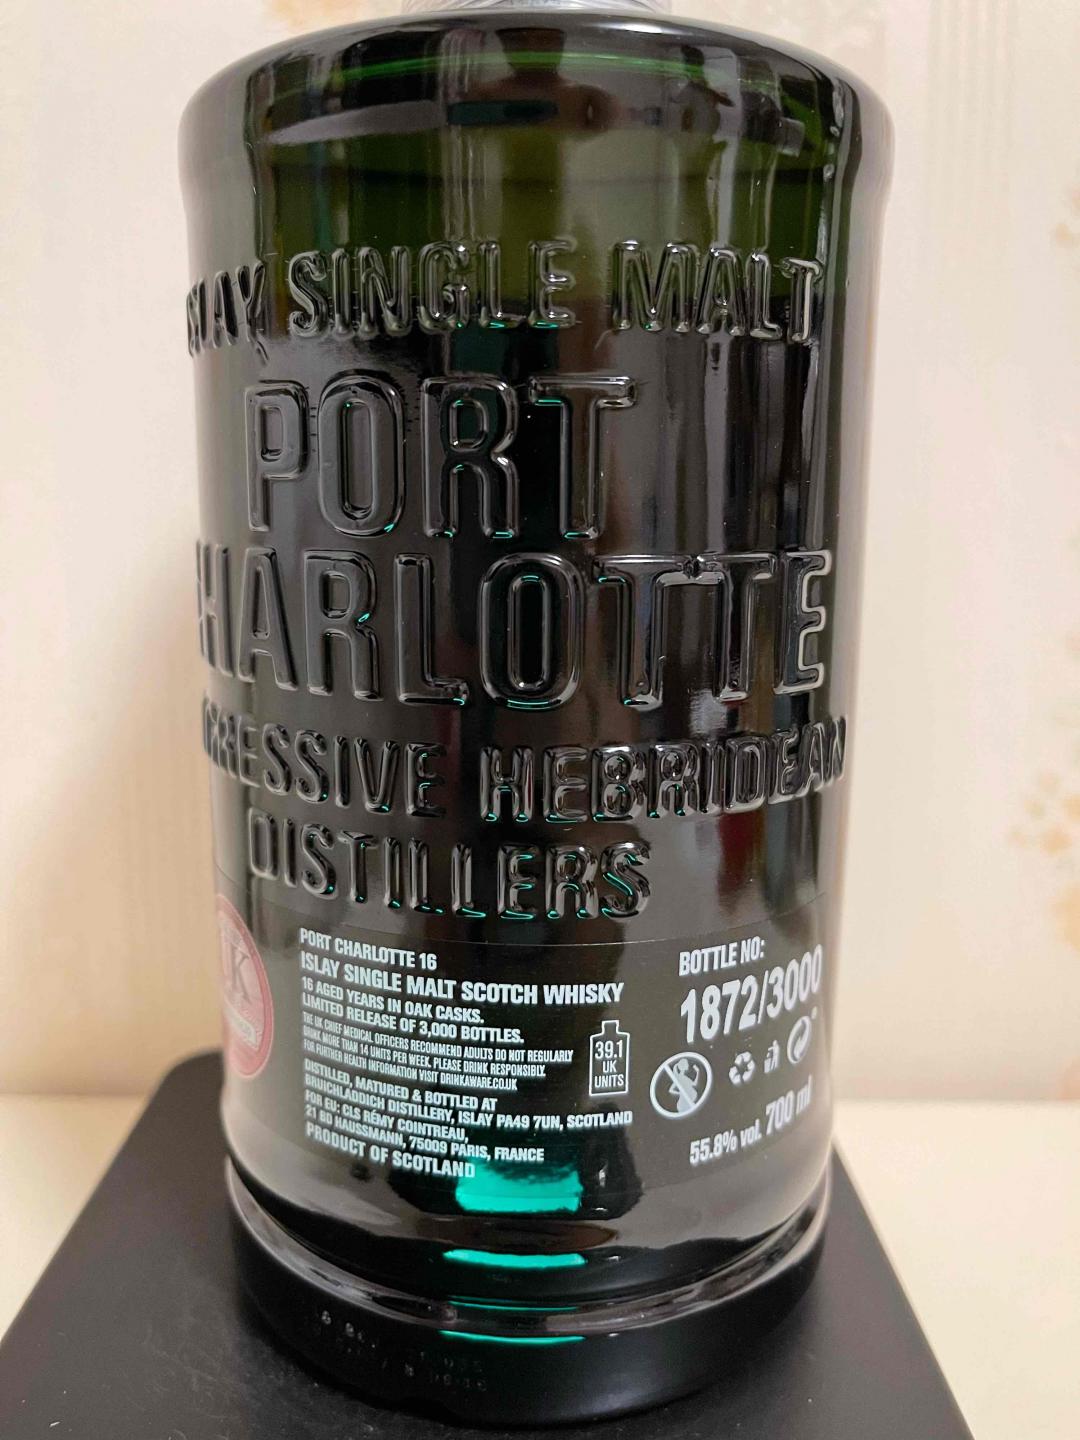 ISLAY SINGLE MALT
PORT
CHARLOTTE
HEBRIDEAN
DISTILLERS
PORT CHARLOTTE 16
ISLAY SINGLE MALT SCOTCH WHISKY
16 AGED YEARS IN OAK CASKS.
LIMITED RELEASE OF 3,000 BOTTLES.
THE UK CHIEF MEDICAL OFFICERS RECOMMEND ADULTS DO NOT REGULARLY
DRINK MORE THAN 14 UNITS PER WEEK. PLEASE DRINK RESPONSIBLY.
FOR FURTHER HEALTH INFORMATION VISIT DRINKAWARE.CO.UK
DISTILLED, MATURED & BOTTLED AT
BRUICHLADDICH DISTILLERY, ISLAY PA49 7UN, SCOTLAND
FOR EU: CLS RÉMY COINTREAU,
21 BD HAUSSMANN, 75009 PARIS, FRANCE
PRODUCT OF SCOTLAND
39.1
UK
UNITS
BOTTLE NO:
1872/3000
55.8% vol. 700 ml